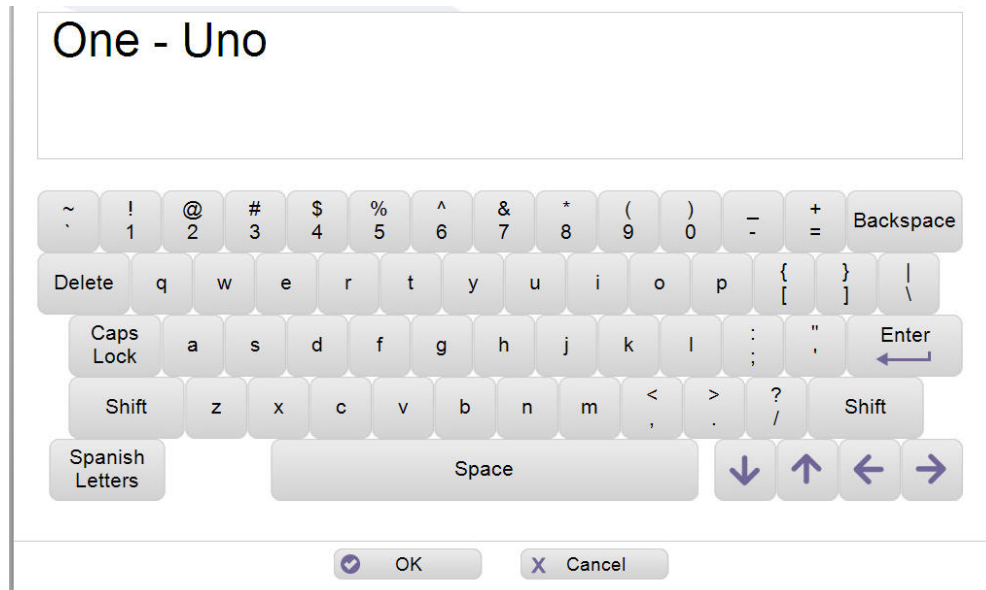 One - Uno
~ ! @ # $ % ^ & * ( ) _ +
` 1 2 3 4 5 6 7 8 9 0 - = Backspace
Delete q w e r t y u i o p { } |
[ ] \
Caps Lock a s d f g h j k l : " Enter
; '
Shift z x c v b n m < > ? Shift
, . /
Spanish Letters Space
OK X Cancel